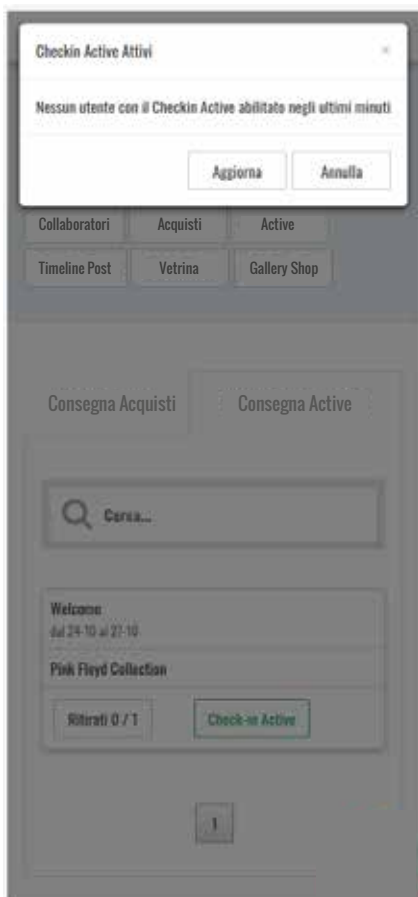 Checkin Active Attivi ×
Nessun utente con il Checkin Active abilitato negli ultimi minuti
Aggiorna Annulla
Collaboratori Acquisti Active
Timeline Post Vetrina Gallery Shop
Consegna Acquisti Consegna Active
Cerca...
Welcome
dal 24-10 al 27-10
Pink Floyd Collection
Ritirati 0 / 1 Check-in Active
1